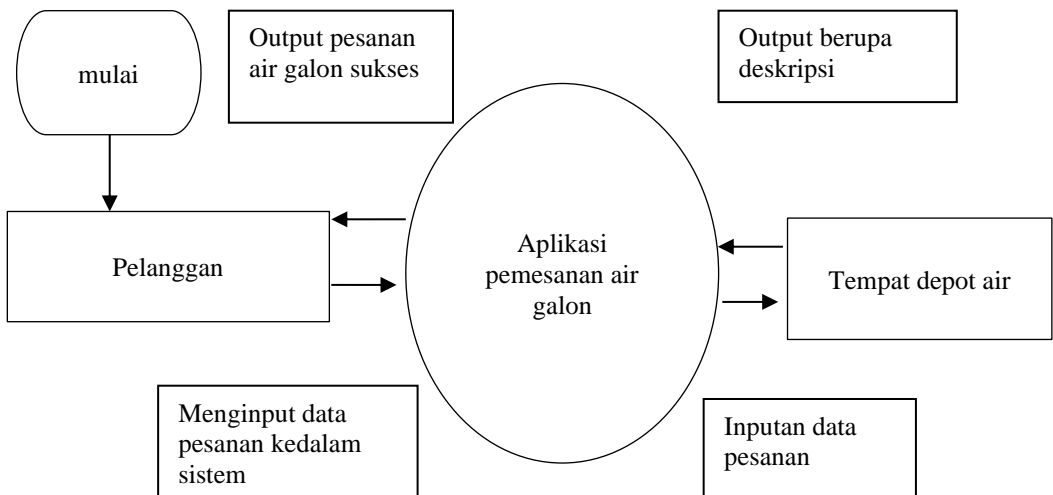 mulai
Output pesanan
air galon sukses
Output berupa
deskripsi
Pelanggan
Aplikasi
pemesanan air
galon
Tempat depot air
Menginput data
pesanan kedalam
sistem
Inputan data
pesanan